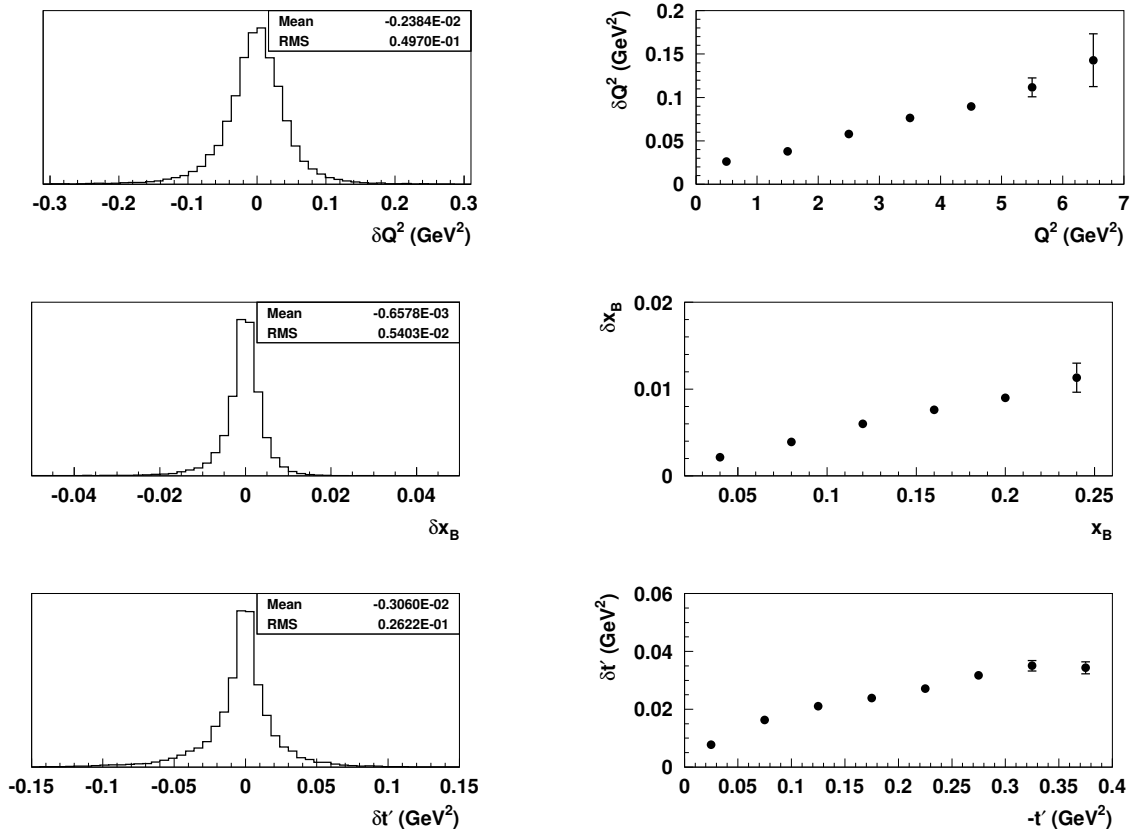 Mean -0.2384E-02
RMS 0.4970E-01
-0.3 -0.2 -0.1 0 0.1 0.2 0.3
δQ² (GeV²)
δQ² (GeV²)
0.2
0.15
0.1
0.05
0
0 1 2 3 4 5 6 7
Q² (GeV²)
Mean -0.6578E-03
RMS 0.5403E-02
-0.04 -0.02 0 0.02 0.04
δx_B
δx_B
0.02
0.01
0
0.05 0.1 0.15 0.2 0.25
x_B
Mean -0.3060E-02
RMS 0.2622E-01
-0.15 -0.1 -0.05 0 0.05 0.1 0.15
δt′ (GeV²)
δt′ (GeV²)
0.06
0.04
0.02
0
0 0.05 0.1 0.15 0.2 0.25 0.3 0.35 0.4
-t′ (GeV²)